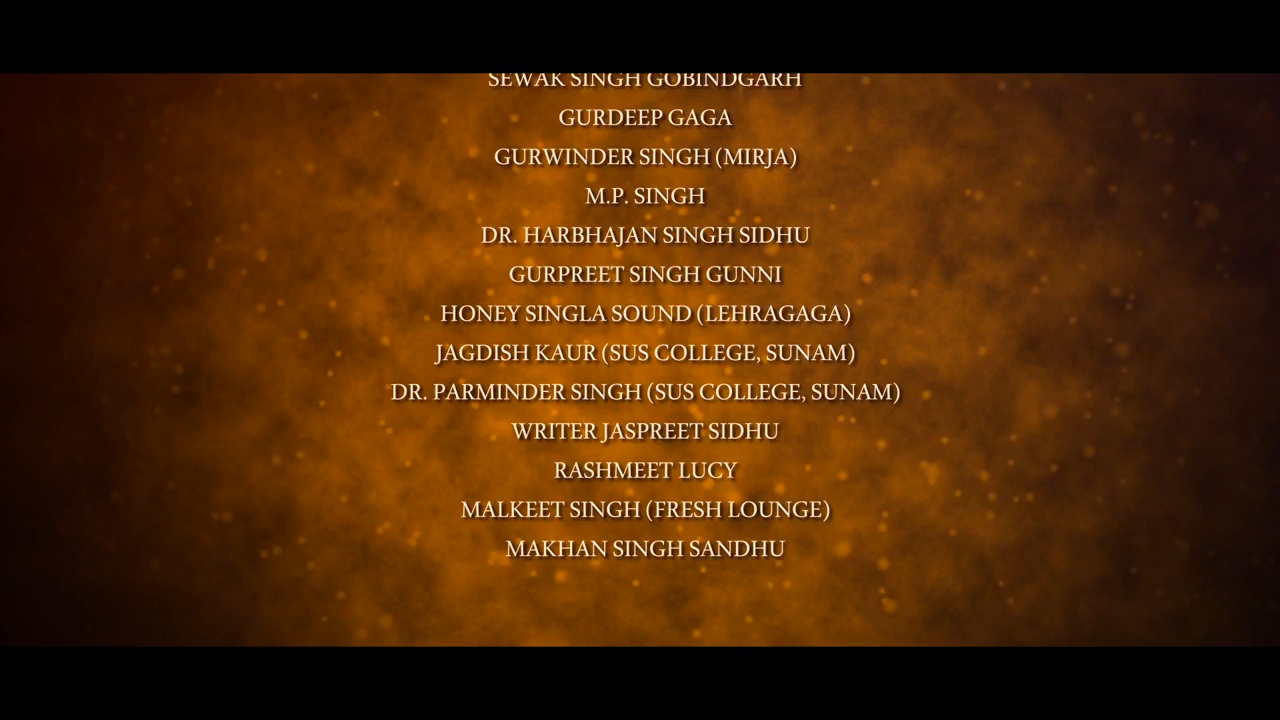 SEWAK SINGH GOBINDGARH
GURDEEP GAGA
GURWINDER SINGH (MIRJA)
M.P. SINGH
DR. HARBHAJAN SINGH SIDHU
GURPREET SINGH GUNNI
HONEY SINGLA SOUND (LEHRAGAGA)
JAGDISH KAUR (SUS COLLEGE, SUNAM)
DR. PARMINDER SINGH (SUS COLLEGE, SUNAM)
WRITER JASPREET SIDHU
RASHMEET LUCY
MALKEET SINGH (FRESH LOUNGE)
MAKHAN SINGH SANDHU